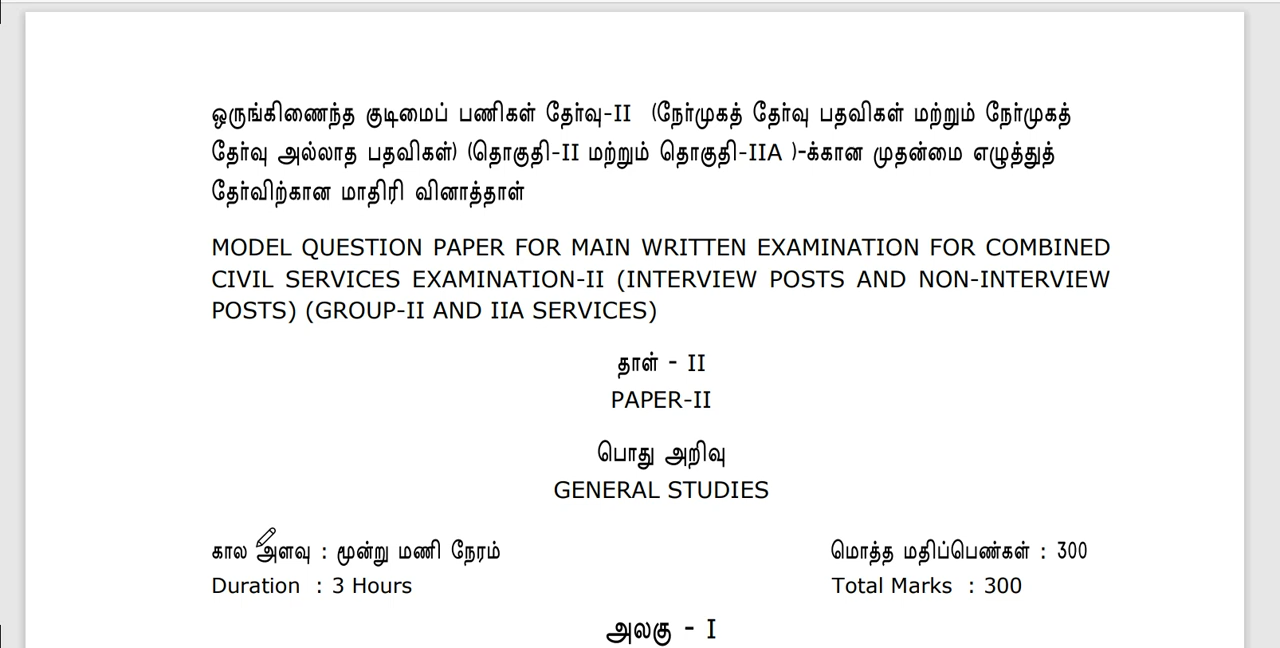 ஒருங்கிணைந்த குடிமைப் பணிகள் தேர்வு-II (நேர்முகத் தேர்வு பதவிகள் மற்றும் நேர்முகத்
தேர்வு அல்லாத பதவிகள்) (தொகுதி-II மற்றும் தொகுதி-IIA )-க்கான முதன்மை எழுத்துத்
தேர்விற்கான மாதிரி வினாத்தாள்
MODEL QUESTION PAPER FOR MAIN WRITTEN EXAMINATION FOR COMBINED
CIVIL SERVICES EXAMINATION-II (INTERVIEW POSTS AND NON-INTERVIEW
POSTS) (GROUP-II AND IIA SERVICES)
தாள் - II
PAPER-II
பொது அறிவு
GENERAL STUDIES
கால அளவு : மூன்று மணி நேரம் மொத்த மதிப்பெண்கள் : 300
Duration : 3 Hours Total Marks : 300
அலகு - I